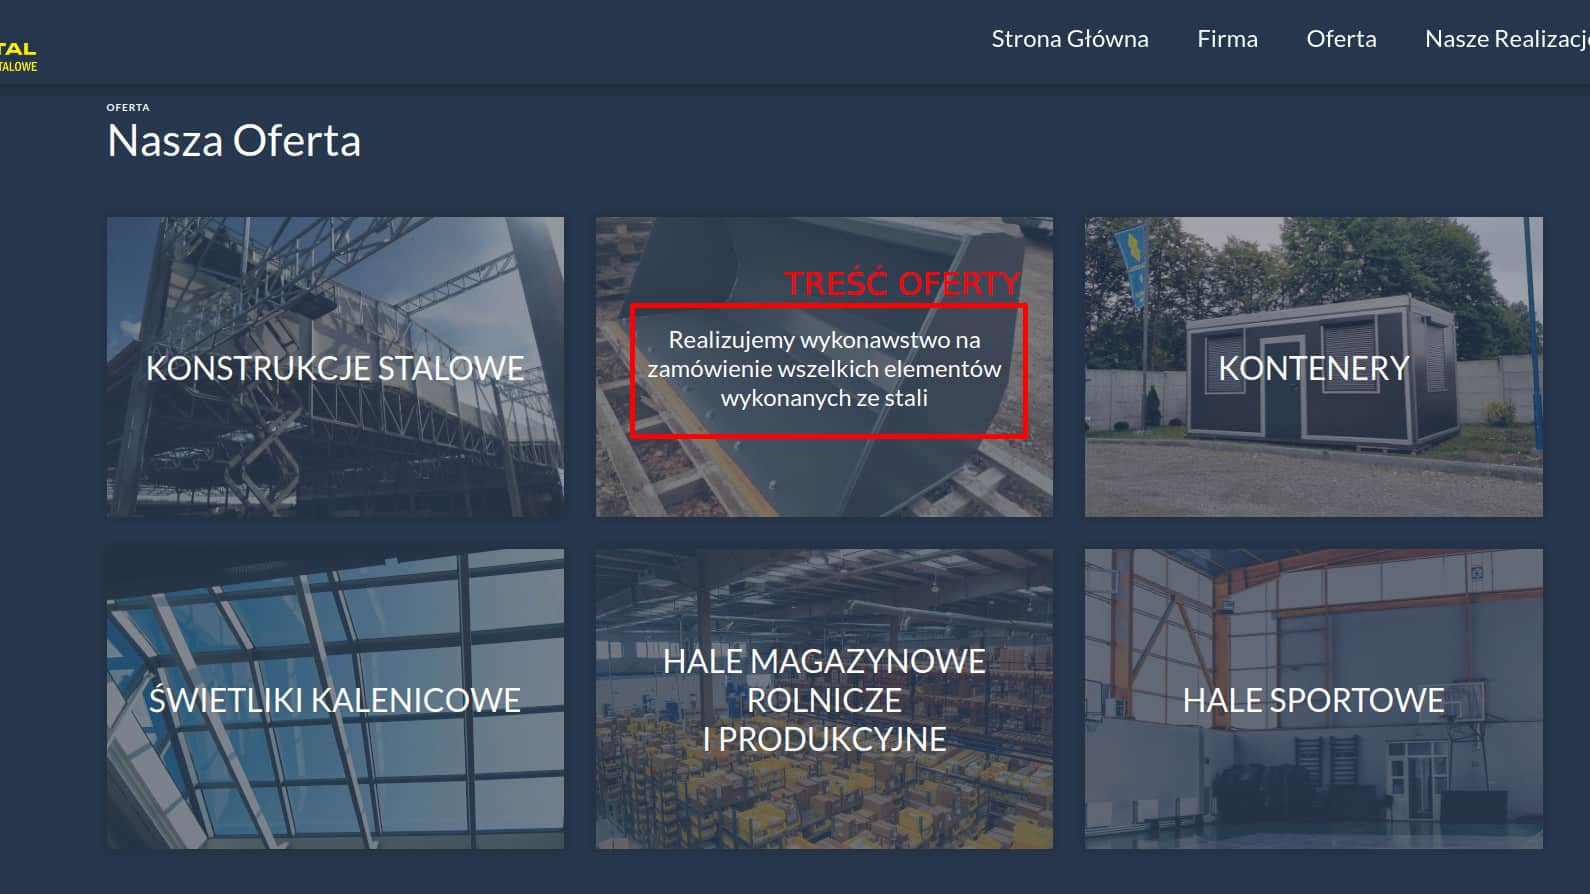 TAL
TALOWE
Strona Główna
Firma
Oferta
Nasze Realizacje
OFERTA
Nasza Oferta
KONSTRUKCJE STALOWE
TREŚĆ OFERTY
Realizujemy wykonawstwo na
zamówienie wszelkich elementów
wykonanych ze stali
KONTENERY
ŚWIETLIKI KALENICOWE
HALE MAGAZYNOWE
ROLNICZE
I PRODUKCYJNE
HALE SPORTOWE